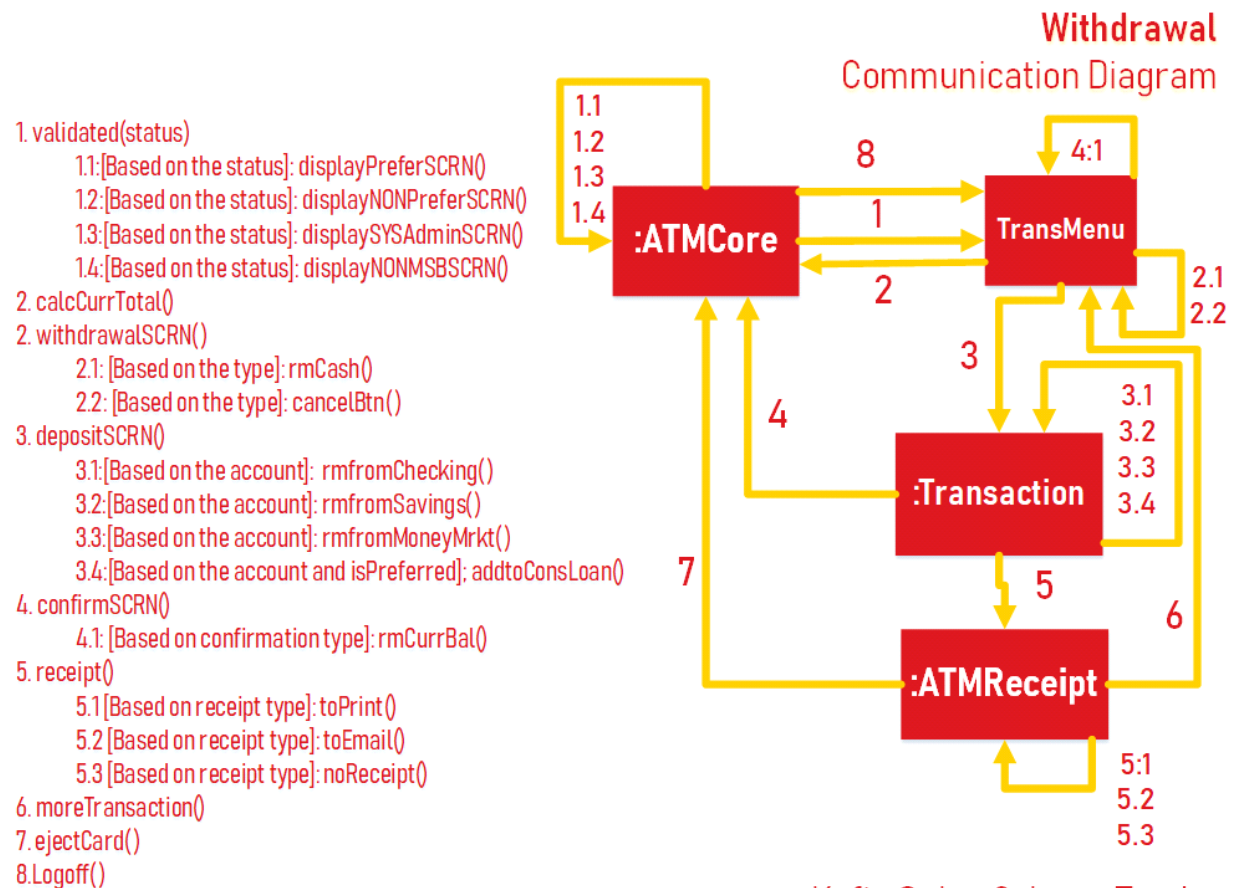 Withdrawal
Communication Diagram
1. validated(status)
1.1:[Based on the status]: displayPreferSCRN()
1.2:[Based on the status]: displayNONPreferSCRN()
1.3:[Based on the status]: displaySYSAdminSCRN()
1.4:[Based on the status]: displayNONMSBSCRN()
2. calcCurrTotal()
2. withdrawalSCRN()
2.1: [Based on the type]: rmCash()
2.2: [Based on the type]: cancelBtn()
3. depositSCRN()
3.1:[Based on the account]: rmfromChecking()
3.2:[Based on the account]: rmfromSavings()
3.3:[Based on the account]: rmfromMoneyMrkt()
3.4:[Based on the account and isPreferred]; addtoConsLoan()
4. confirmSCRN()
4.1: [Based on confirmation type]: rmCurrBal()
5. receipt()
5.1 [Based on receipt type]: toPrint()
5.2 [Based on receipt type]: toEmail()
5.3 [Based on receipt type]: noReceipt()
6. moreTransaction()
7. ejectCard()
8.Logoff()
1.1
1.2
1.3
1.4
:ATMCore
8
1
2
4:1
TransMenu
2.1
2.2
3
4
3.1
3.2
3.3
3.4
:Transaction
7
5
6
:ATMReceipt
5:1
5.2
5.3